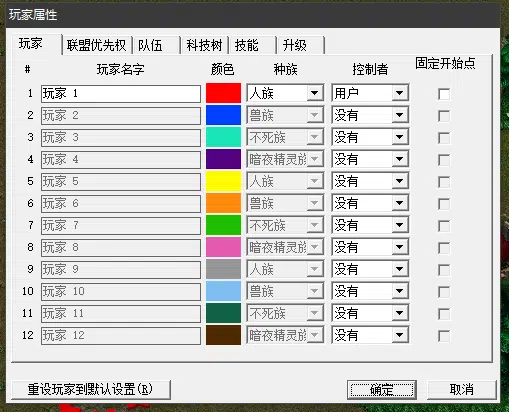 玩家属性
玩家 联盟优先权 队伍 科技树 技能 升级
# 玩家名字 颜色 种族 控制者 固定开始点
1 玩家 1 人族 用户
2 玩家 2 兽族 没有
3 玩家 3 不死族 没有
4 玩家 4 暗夜精灵族 没有
5 玩家 5 人族 没有
6 玩家 6 兽族 没有
7 玩家 7 不死族 没有
8 玩家 8 暗夜精灵族 没有
9 玩家 9 人族 没有
10 玩家 10 兽族 没有
11 玩家 11 不死族 没有
12 玩家 12 暗夜精灵族 没有
重设玩家到默认设置(R) 确定 取消